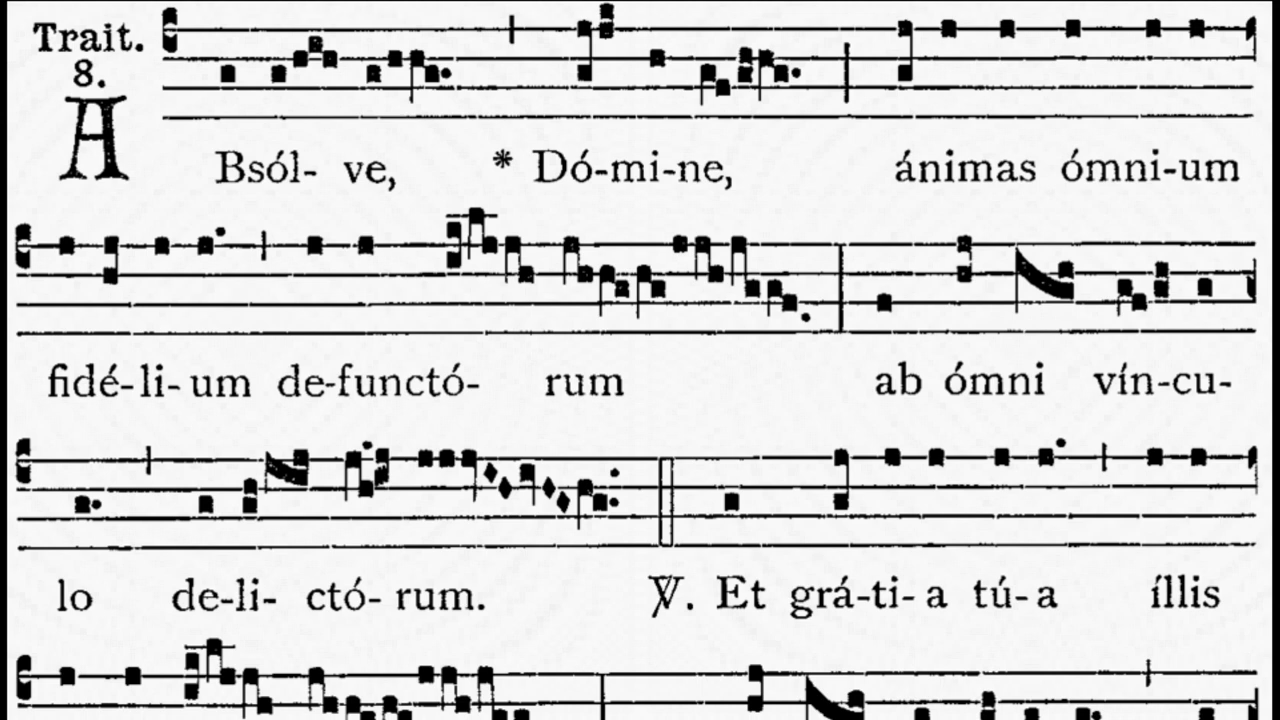 Trait.
8.
A
Bsól- ve, * Dó-mi-ne, ánimas ómni-um
fidé-li-um de-functó- rum ab ómni vín-cu-
lo de-li- ctó- rum. ℣. Et grá-ti-a tú-a íllis